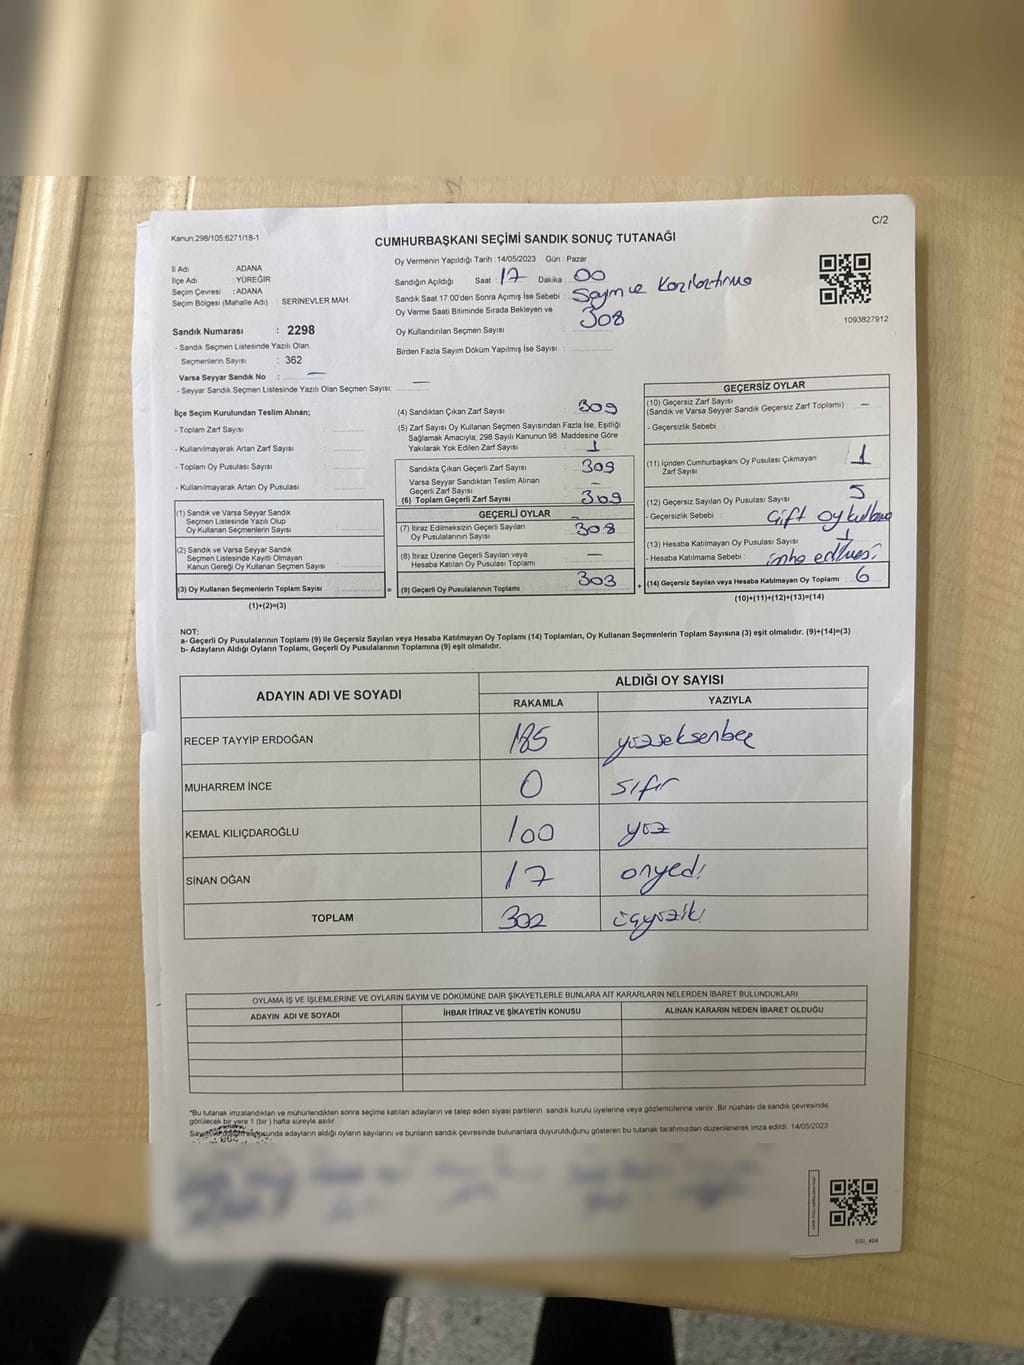 C/2
Kanun:298/105;6271/18-1
CUMHURBAŞKANI SEÇİMİ SANDIK SONUÇ TUTANAĞI
İl Adı : ADANA
İlçe Adı : YÜREĞİR
Seçim Çevresi : ADANA
Seçim Bölgesi (Mahalle Adı) : SERİNEVLER MAH
Sandık Numarası : 2298
- Sandık Seçmen Listesinde Yazılı Olan
Seçmenlerin Sayısı : 362
Varsa Seyyar Sandık No : —
- Seyyar Sandık Seçmen Listesinde Yazılı Olan Seçmen Sayısı: —
Oy Vermenin Yapıldığı Tarih : 14/05/2023 Gün : Pazar
Sandığın Açıldığı Saat 17 Dakika : 00
Sandık Saat 17:00'den Sonra Açımış İse Sebebi : Sayım ve
Oy Verme Saati Bitiminde Sırada Bekleyen ve
Oy Kullandırılan Seçmen Sayısı : 308
Birden Fazla Sayım Döküm Yapılmış İse Sayısı :
1093827912
İlçe Seçim Kurulundan Teslim Alınan;
- Toplam Zarf Sayısı :
- Kullanılmayarak Artan Zarf Sayısı :
- Toplam Oy Pusulası Sayısı :
- Kullanılmayarak Artan Oy Pusulası :
(1) Sandık ve Varsa Seyyar Sandık
Seçmen Listesinde Yazılı Olup
Oy Kullanan Seçmenlerin Sayısı :
(2) Sandık ve Varsa Seyyar Sandık
Seçmen Listesinde Kayıtlı Olmayan
Kanun Gereği Oy Kullanan Seçmen Sayısı :
(3) Oy Kullanan Seçmenlerin Toplam Sayısı :
(1)+(2)=(3)
=
(4) Sandıktan Çıkan Zarf Sayısı : 309
(5) Zarf Sayısı Oy Kullanan Seçmen Sayısından Fazla İse, Eşitliği
Sağlamak Amacıyla; 298 Sayılı Kanunun 98. Maddesine Göre
Yakılarak Yok Edilen Zarf Sayısı : 1
Sandıkta Çıkan Geçerli Zarf Sayısı : 309
Varsa Seyyar Sandıktan Teslim Alınan
Geçerli Zarf Sayısı : —
(6) Toplam Geçerli Zarf Sayısı : 309
GEÇERLİ OYLAR
(7) İtiraz Edilmeksizin Geçerli Sayılan
Oy Pusulalarının Sayısı : 308
(8) İtiraz Üzerine Geçerli Sayılan veya
Hesaba Katılan Oy Pusulası Toplamı : —
(9) Geçerli Oy Pusulalarının Toplamı : 303
+
GEÇERSİZ OYLAR
(10) Geçersiz Zarf Sayısı
(Sandık ve Varsa Seyyar Sandık Geçersiz Zarf Toplamı) : —
- Geçersizlik Sebebi :
(11) İçinden Cumhurbaşkanı Oy Pusulası Çıkmayan
Zarf Sayısı : 1
(12) Geçersiz Sayılan Oy Pusulası Sayısı : 5
- Geçersizlik Sebebi : Çift oy
(13) Hesaba Katılmayan Oy Pusulası Sayısı : 1
- Hesaba Katılmama Sebebi : imha
(14) Geçersiz Sayılan veya Hesaba Katılmayan Oy Toplamı : 6
(10)+(11)+(12)+(13)=(14)
NOT:
a- Geçerli Oy Pusulalarının Toplamı (9) ile Geçersiz Sayılan veya Hesaba Katılmayan Oy Toplamı (14) Toplamları, Oy Kullanan Seçmenlerin Toplam Sayısına (3) eşit olmalıdır. (9)+(14)=(3)
b- Adayların Aldığı Oyların Toplamı, Geçerli Oy Pusulalarının Toplamına (9) eşit olmalıdır.
ADAYIN ADI VE SOYADI ALDIĞI OY SAYISI
RAKAMLA YAZIYLA
RECEP TAYYİP ERDOĞAN 185 yüzseksenbeş
MUHARREM İNCE 0 sıfır
KEMAL KILIÇDAROĞLU 100 yüz
SİNAN OĞAN 17 onyedi
TOPLAM 302 üçyüziki
OYLAMA İŞ VE İŞLEMLERİNE VE OYLARIN SAYIM VE DÖKÜMÜNE DAİR ŞİKAYETLERLE BUNLARA AİT KARARLARIN NELERDEN İBARET BULUNDUKLARI
ADAYIN ADI VE SOYADI İHBAR İTİRAZ VE ŞİKAYETİN KONUSU ALINAN KARARIN NEDEN İBARET OLDUĞU
*Bu tutanak imzalandıktan ve mühürlendikten sonra seçime katılan adayların ve talep eden siyasi partilerin sandık kurulu üyelerine veya gözlemcilerine verilir. Bir nüshası da sandık çevresinde
görülecek bir yere 1 (bir ) hafta süreyle asılır.
adayların aldığı oyların sayılarını ve bunların sandık çevresinde bulunanlara duyurulduğunu gösteren bu tutanak tarafımızdan düzenlenerek imza edildi. 14/05/2023